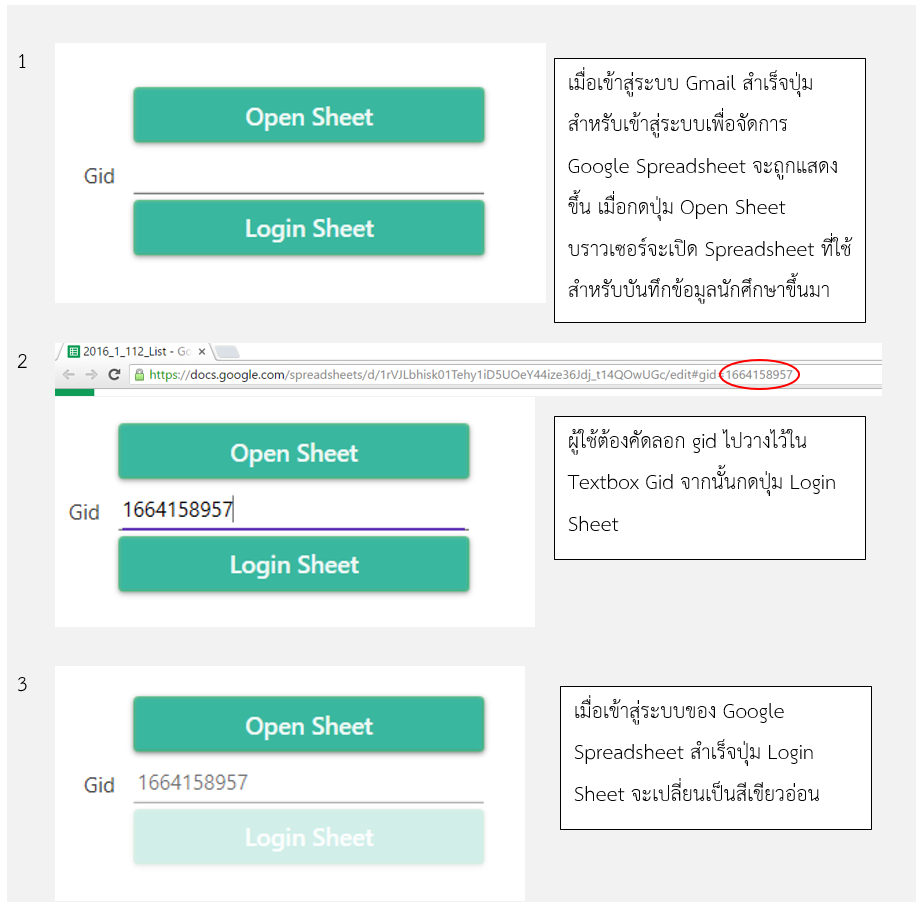 1
Open Sheet
Gid
Login Sheet
เมื่อเข้าสู่ระบบ Gmail สำเร็จปุ่ม
สำหรับเข้าสู่ระบบเพื่อจัดการ
Google Spreadsheet จะถูกแสดง
ขึ้น เมื่อกดปุ่ม Open Sheet
บราวเซอร์จะเปิด Spreadsheet ที่ใช้
สำหรับบันทึกข้อมูลนักศึกษาขึ้นมา
2
2016_1_112_List - Go
https://docs.google.com/spreadsheets/d/1rVJLbhisk01Tehy1iD5UOeY44ize36Jdj_t14QOwUGc/edit#gid=1664158957
Open Sheet
Gid 1664158957
Login Sheet
ผู้ใช้ต้องคัดลอก gid ไปวางไว้ใน
Textbox Gid จากนั้นกดปุ่ม Login
Sheet
3
Open Sheet
Gid 1664158957
Login Sheet
เมื่อเข้าสู่ระบบของ Google
Spreadsheet สำเร็จปุ่ม Login
Sheet จะเปลี่ยนเป็นสีเขียวอ่อน